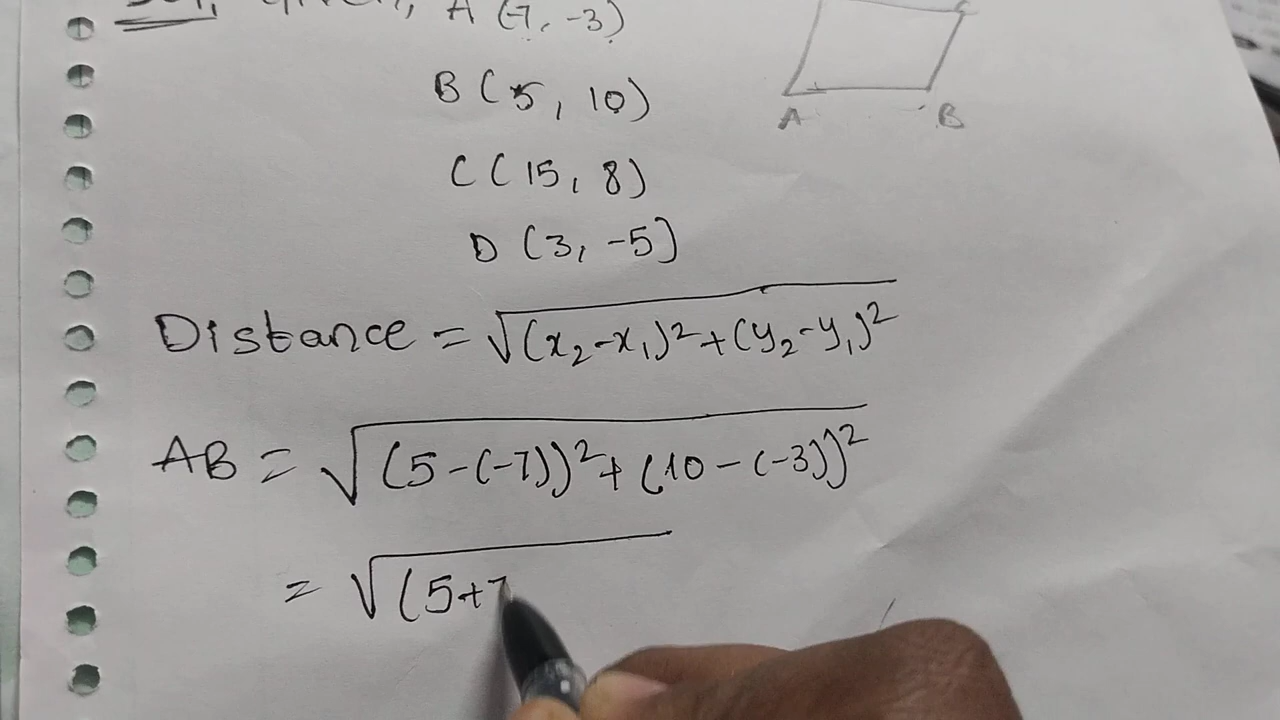 Given, A (-7, -3)
B (5, 10)
C (15, 8)
D (3, -5)
A B
Distance = √(x₂-x₁)²+(y₂-y₁)²
AB = √(5-(-7))²+(10-(-3))²
= √(5+7